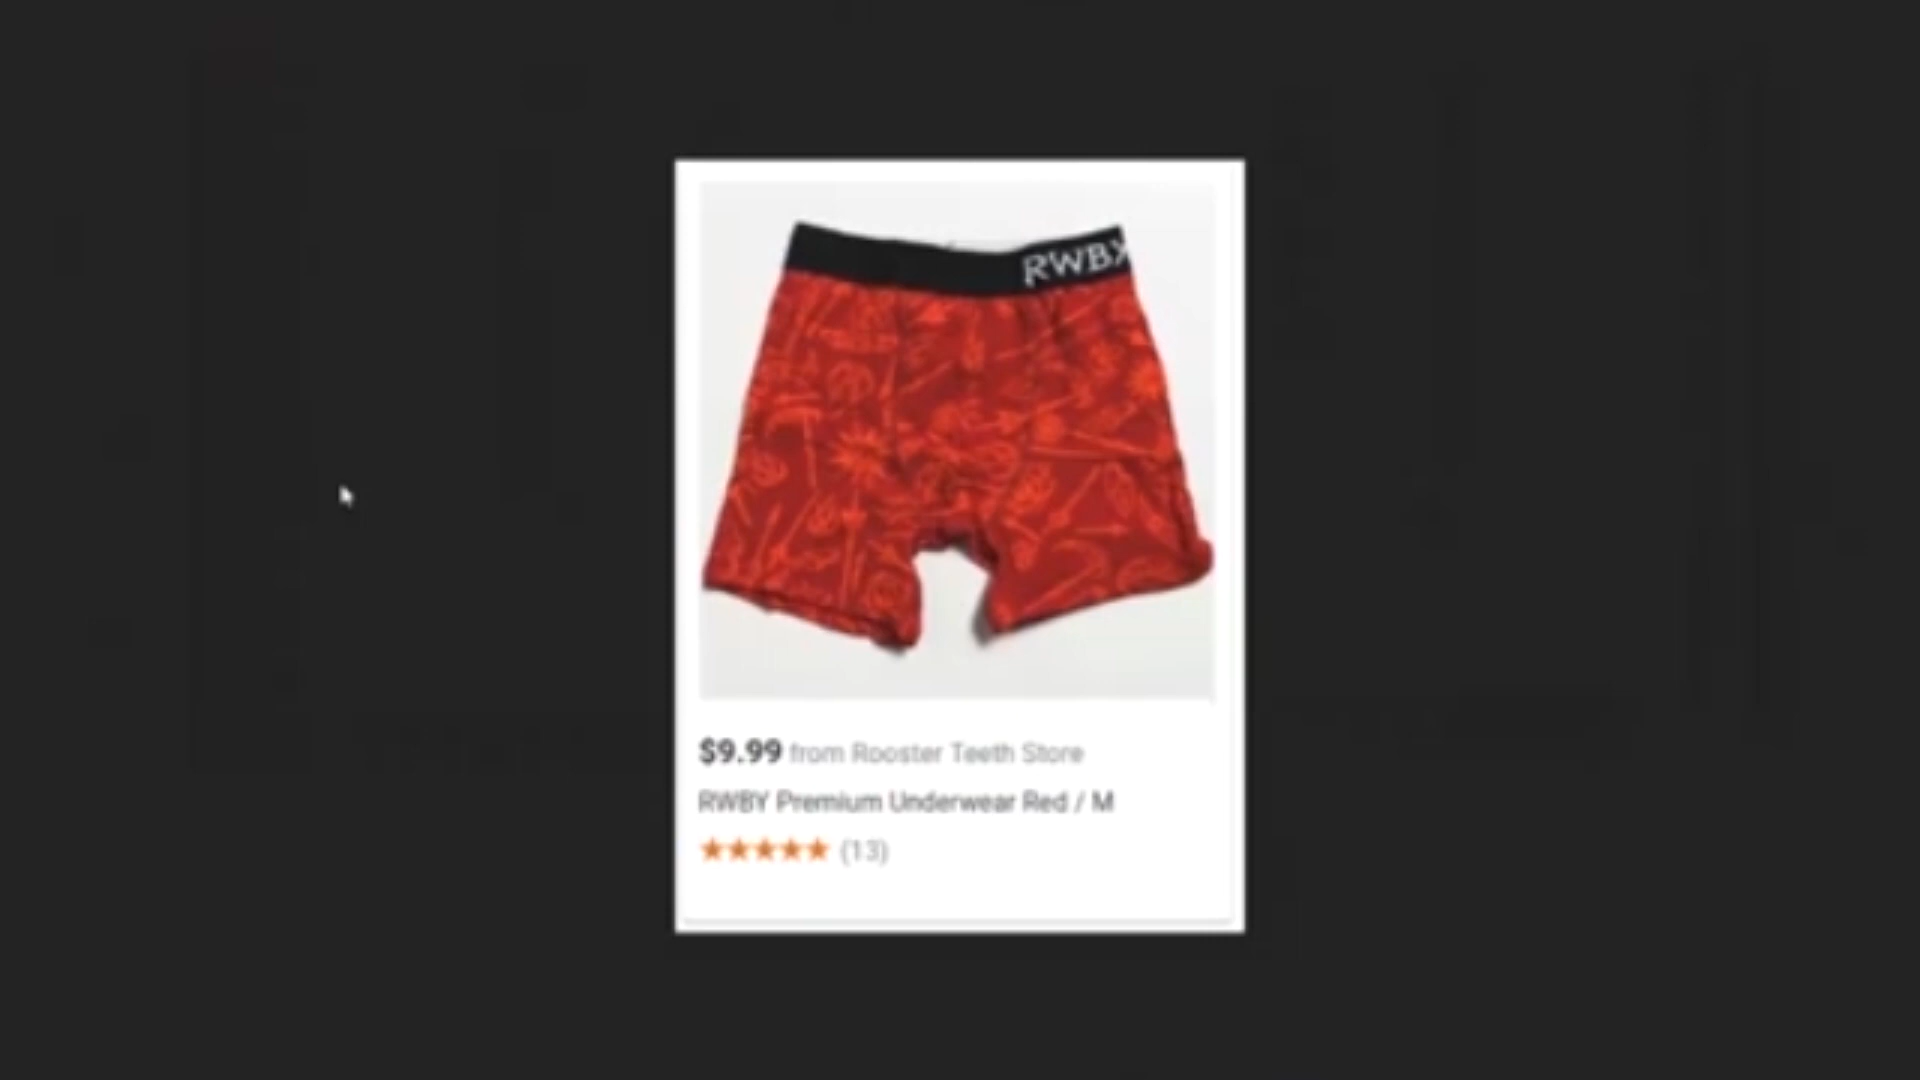 RWBY
$9.99 from Rooster Teeth Store
RWBY Premium Underwear Red / M
(13)